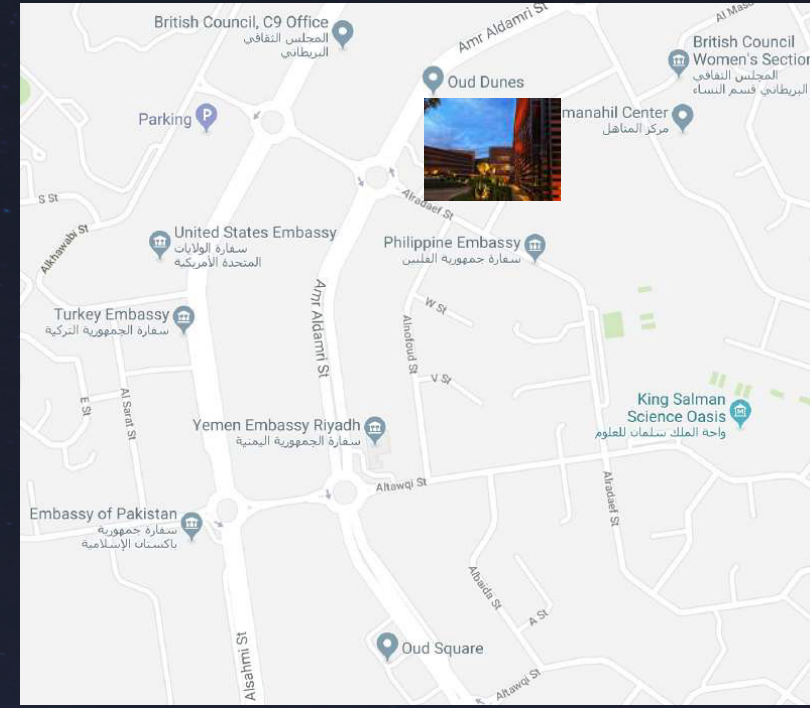 British Council, C9 Office
المجلس الثقافي
البريطاني
Amr Aldamri St
British Council
Women's Section
المجلس الثقافي
البريطاني قسم النساء
Oud Dunes
Parking
P
manahil Center
مركز المناهل
S St
Alkhawabi St
Alradaef St
United States Embassy
سفارة الولايات
المتحدة الأمريكية
Philippine Embassy
سفارة جمهورية الفلبين
Turkey Embassy
سفارة الجمهورية التركية
Amr Aldamri St
W St
Alnofoud St
V St
E St
Al Sarat St
King Salman
Science Oasis
واحة الملك سلمان للعلوم
Yemen Embassy Riyadh
سفارة الجمهورية اليمنية
Altawqi St
Alradaef St
Embassy of Pakistan
سفارة جمهورية
باكستان الإسلامية
Albaida St
A St
Alsahmi St
Oud Square
Altawqi St